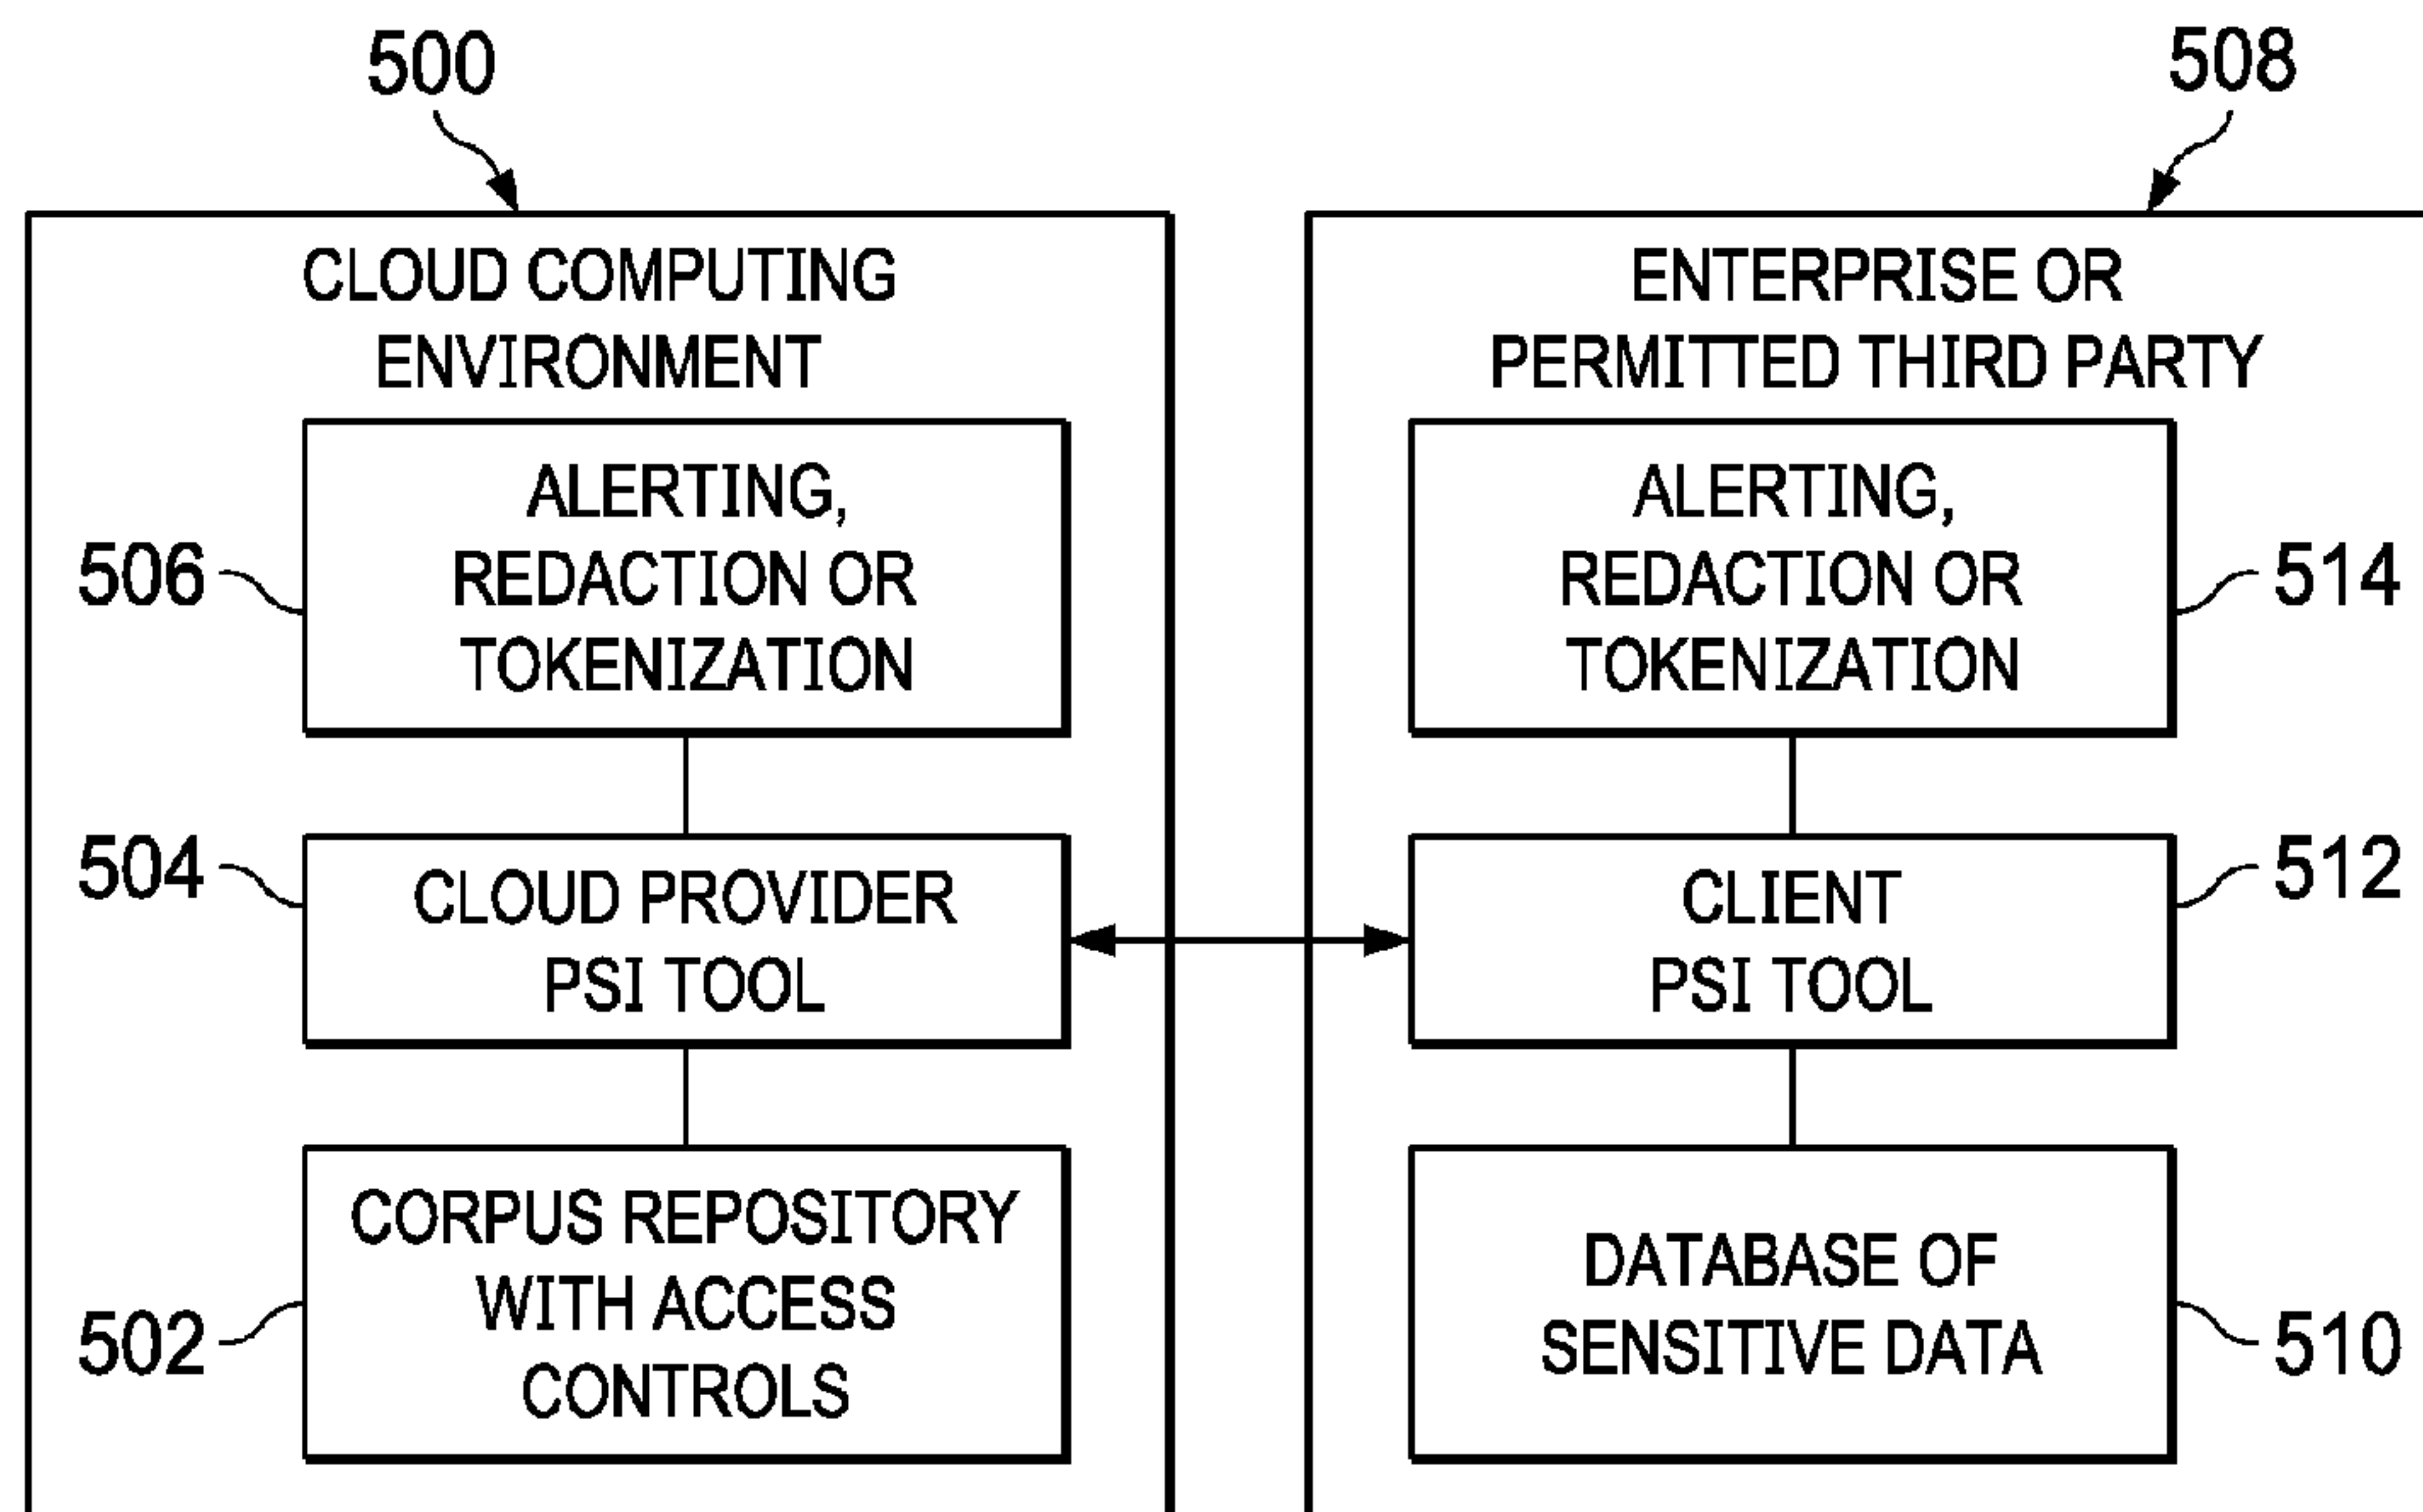 500
508
CLOUD COMPUTING
ENVIRONMENT
ALERTING,
REDACTION OR
TOKENIZATION
506
CLOUD PROVIDER
PSI TOOL
504
CORPUS REPOSITORY
WITH ACCESS
CONTROLS
502
ENTERPRISE OR
PERMITTED THIRD PARTY
ALERTING,
REDACTION OR
TOKENIZATION
514
CLIENT
PSI TOOL
512
DATABASE OF
SENSITIVE DATA
510